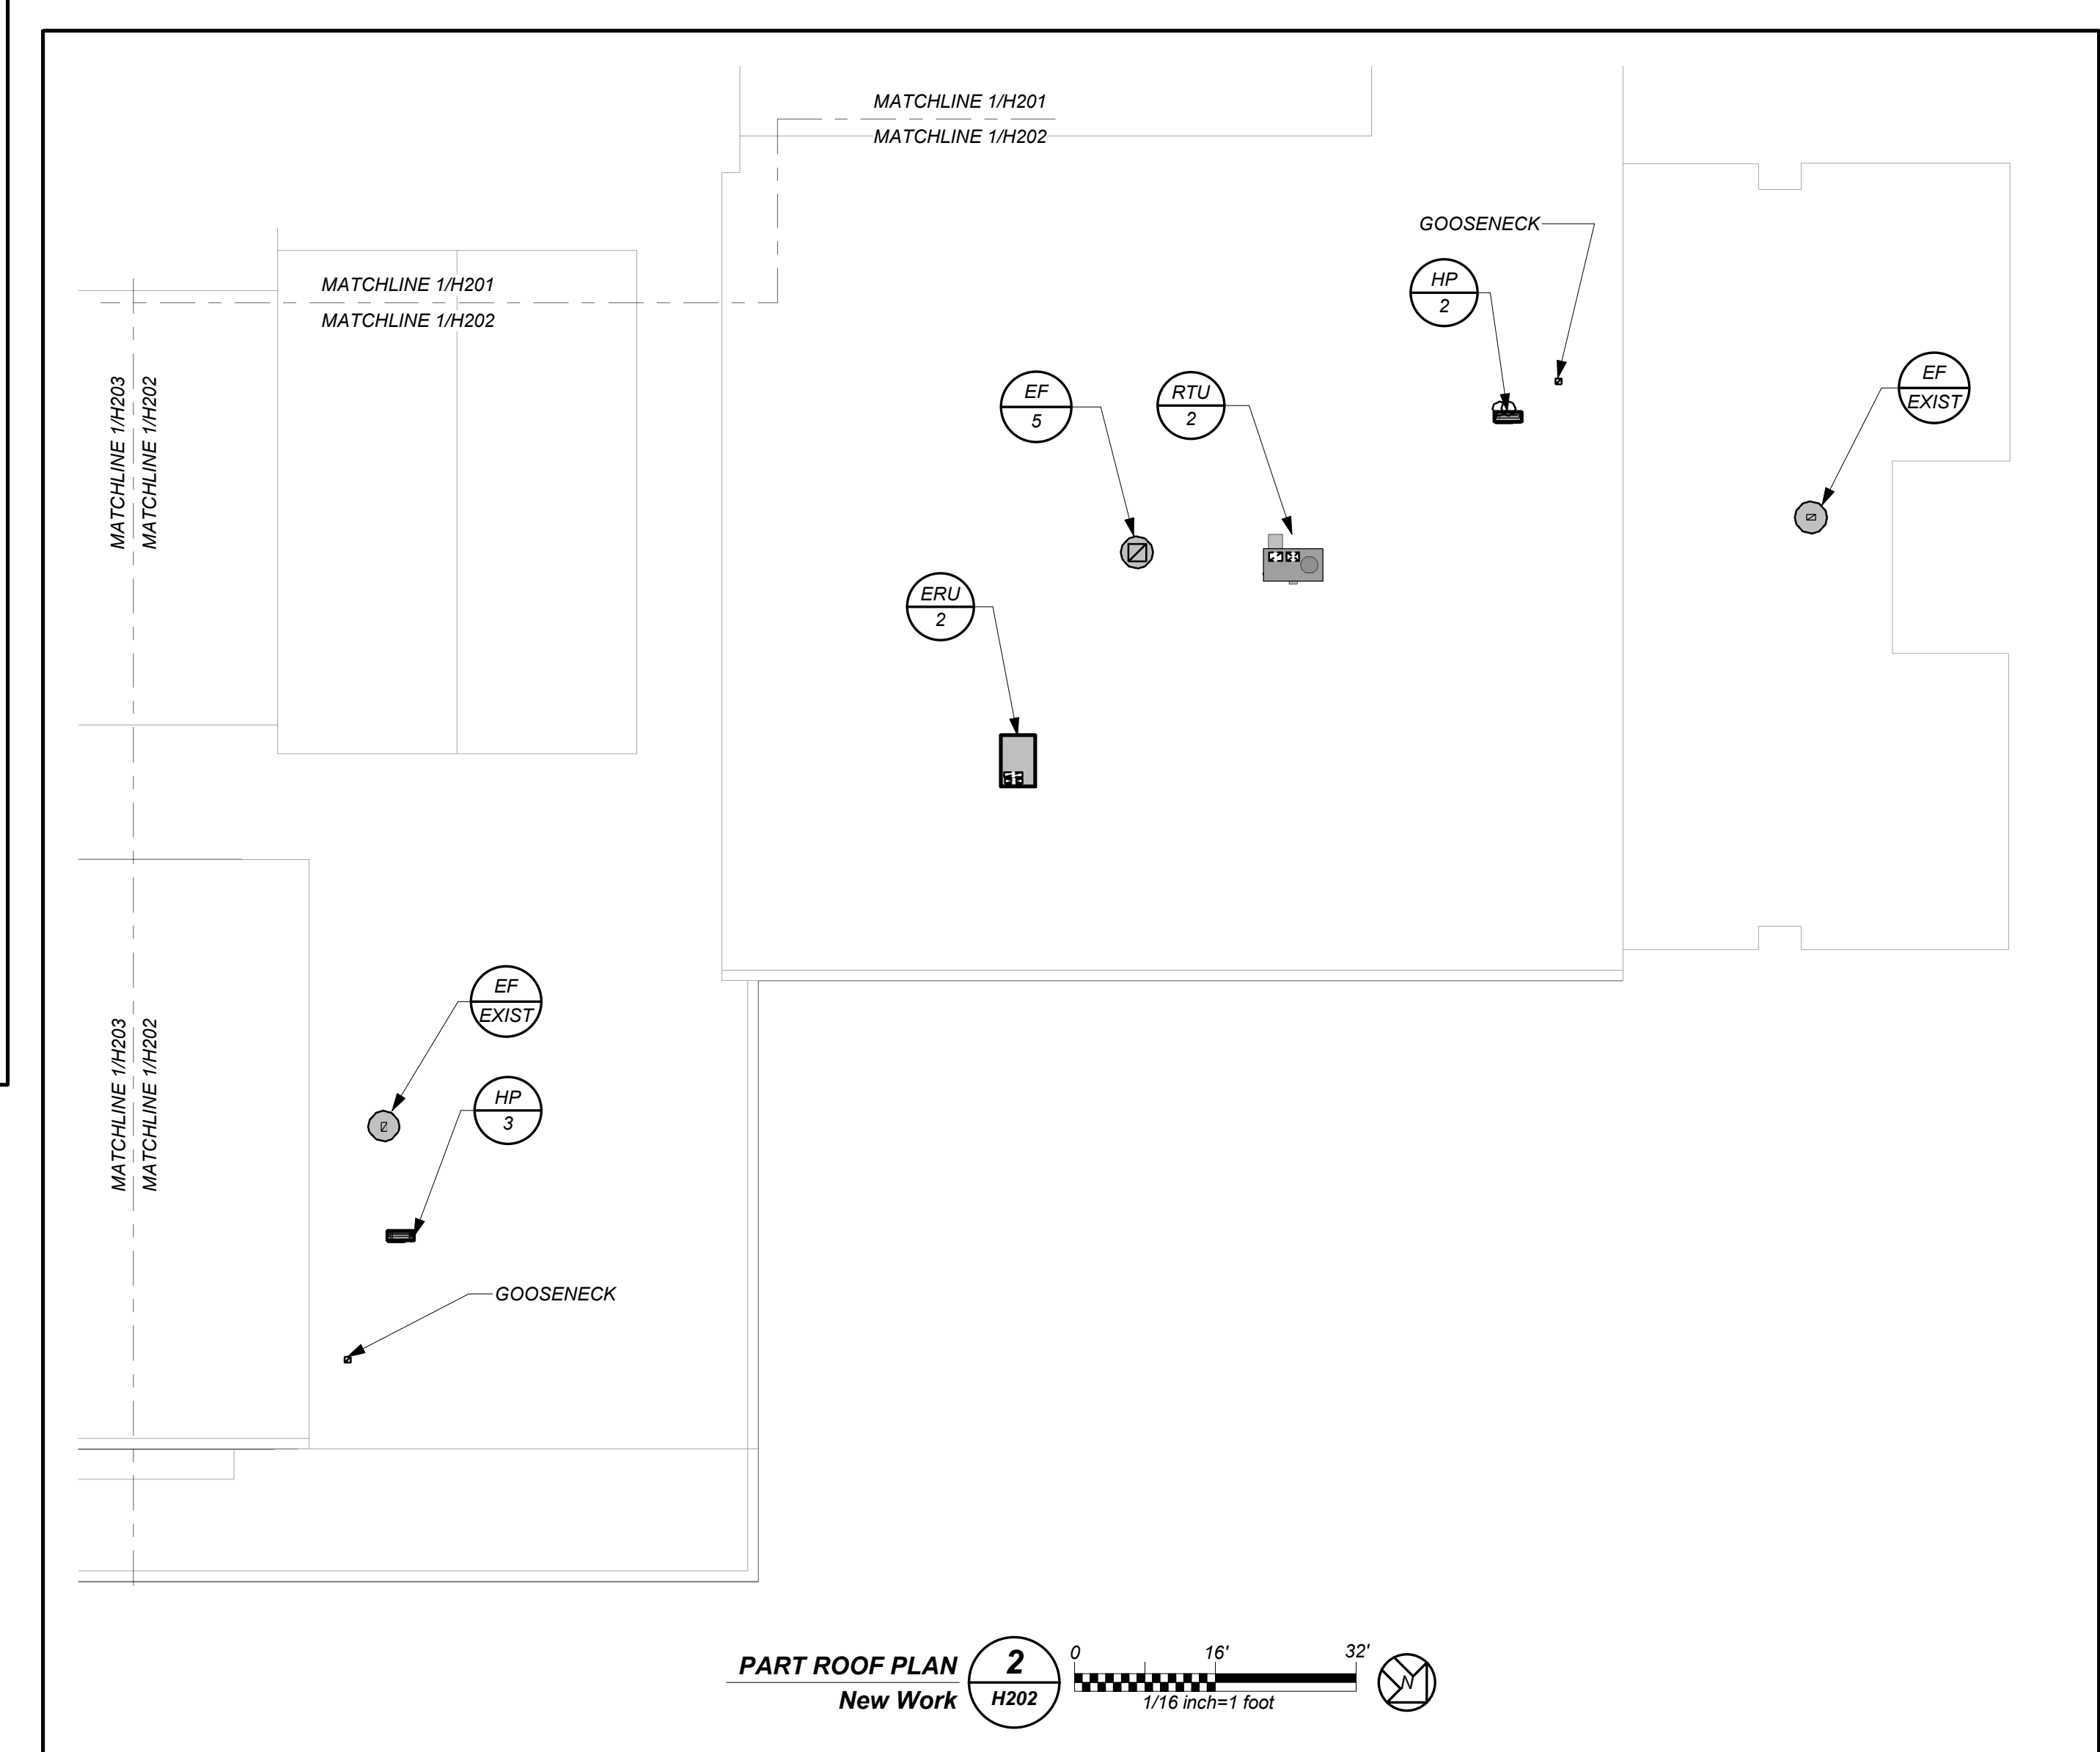 MATCHLINE 1/H201
MATCHLINE 1/H202
GOOSENECK
HP
2
MATCHLINE 1/H201
MATCHLINE 1/H202
EF
EXIST
EF
5
RTU
2
MATCHLINE 1/H203
MATCHLINE 1/H202
ERU
2
EF
EXIST
MATCHLINE 1/H203
MATCHLINE 1/H202
HP
3
GOOSENECK
PART ROOF PLAN
New Work
2
H202
0 16' 32'
1/16 inch=1 foot
N